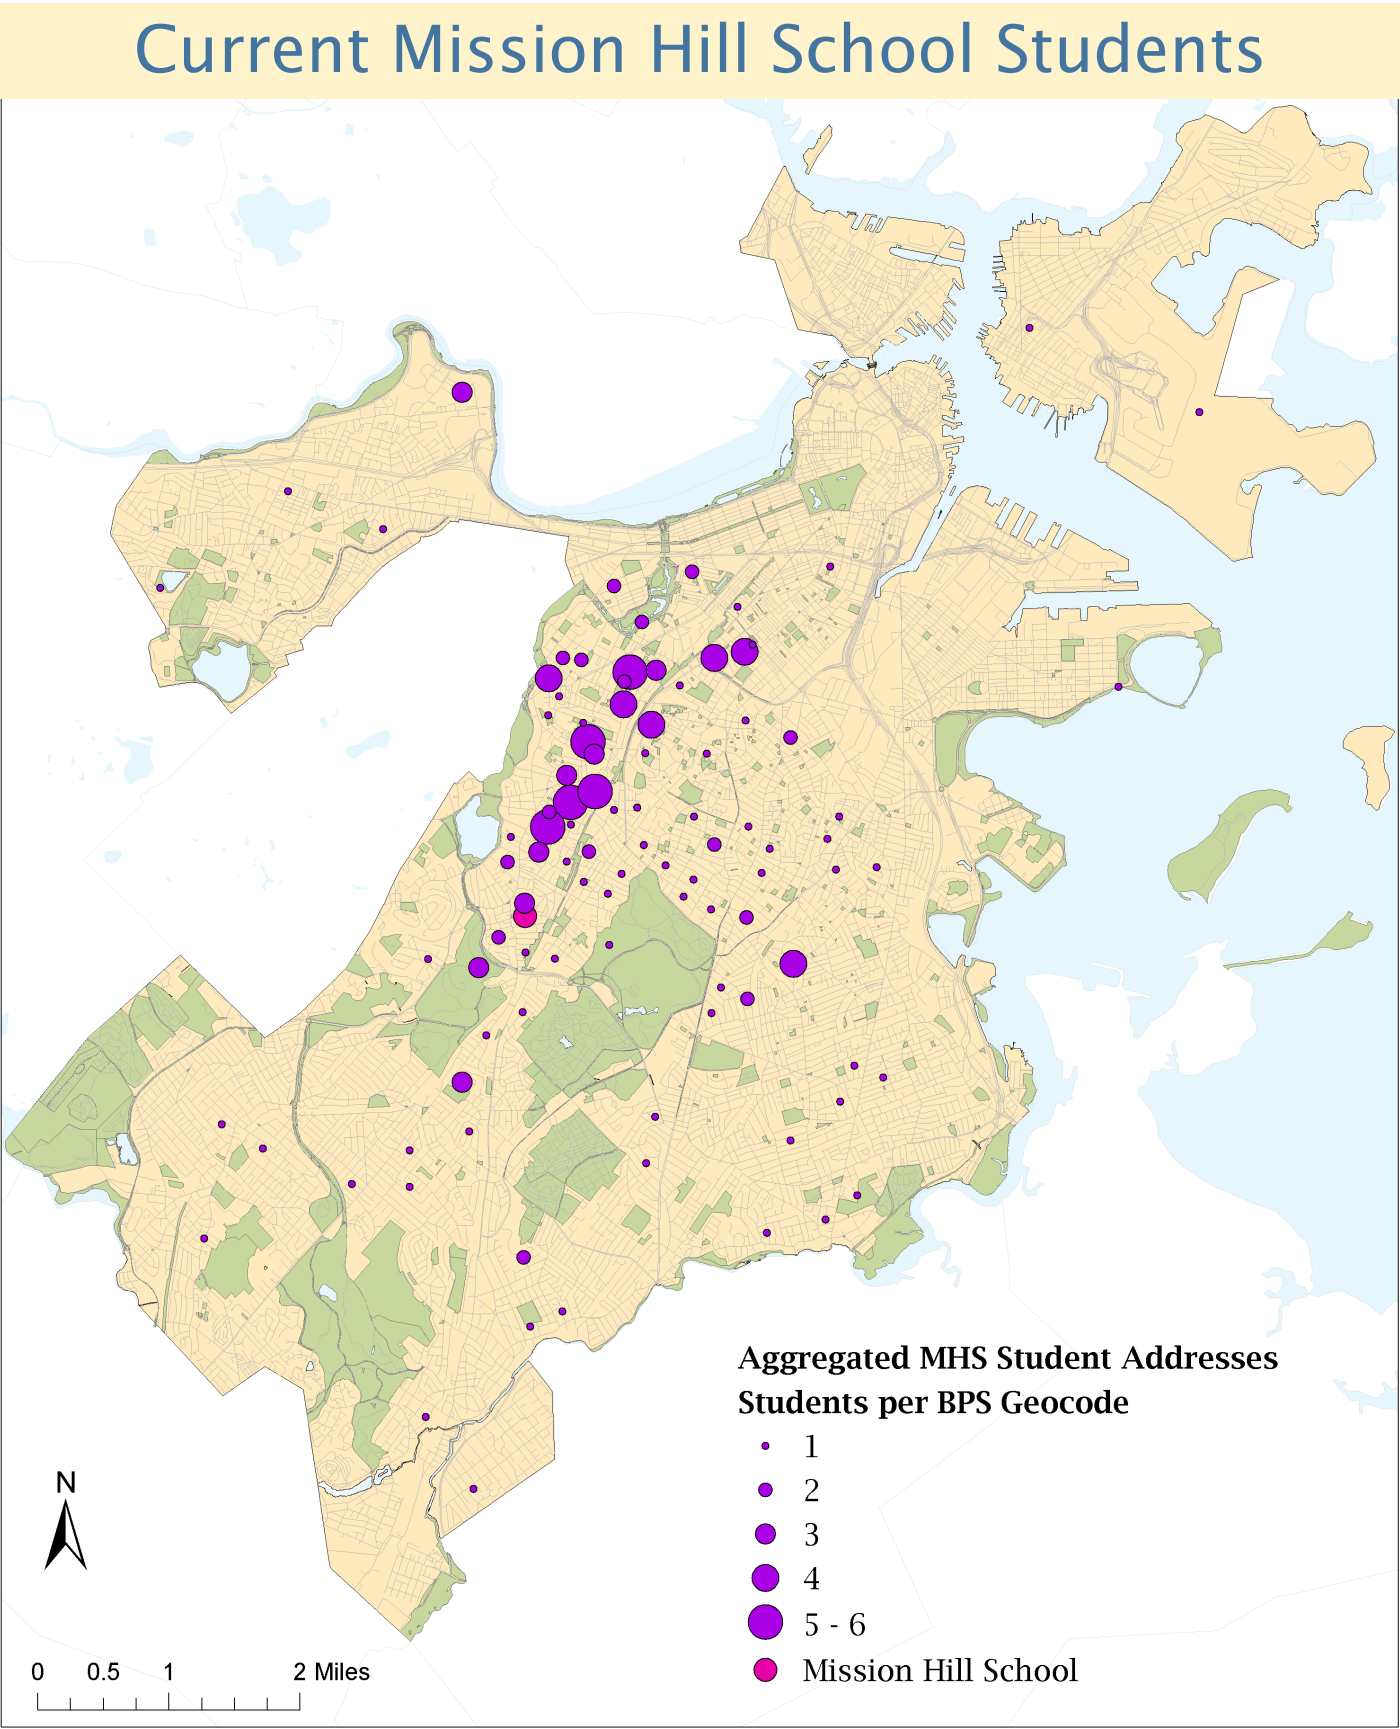 Current Mission Hill School Students
Aggregated MHS Student Addresses
Students per BPS Geocode
1
2
3
4
5 - 6
Mission Hill School
N
0 0.5 1 2 Miles